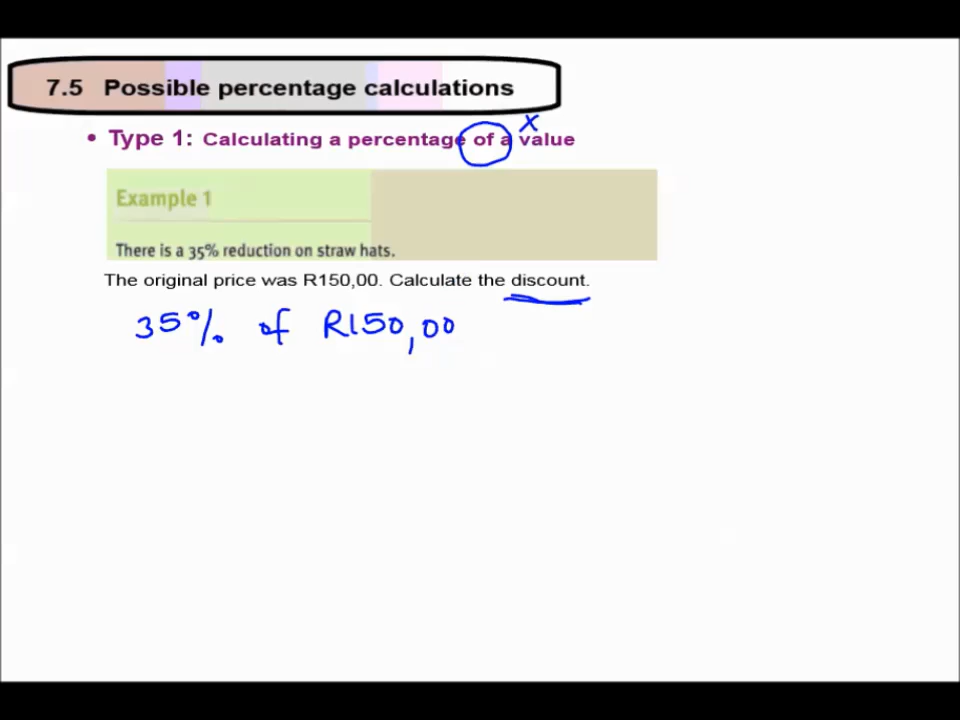 7.5 Possible percentage calculations
x
• Type 1: Calculating a percentage of a value
Example 1
There is a 35% reduction on straw hats.
The original price was R150,00. Calculate the discount.
35% of R150,00